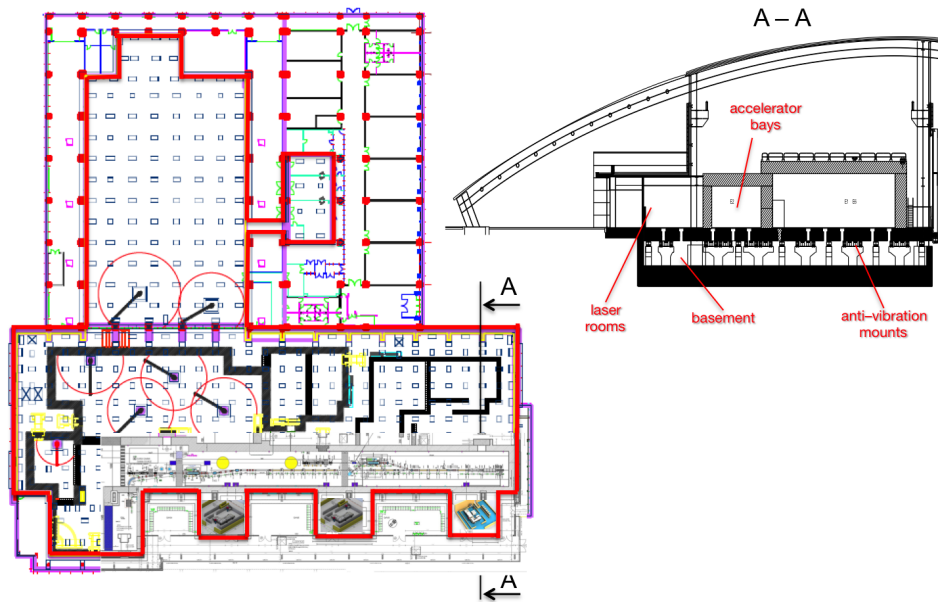 A – A
accelerator
bays
laser
rooms
basement
anti–vibration
mounts
A
A